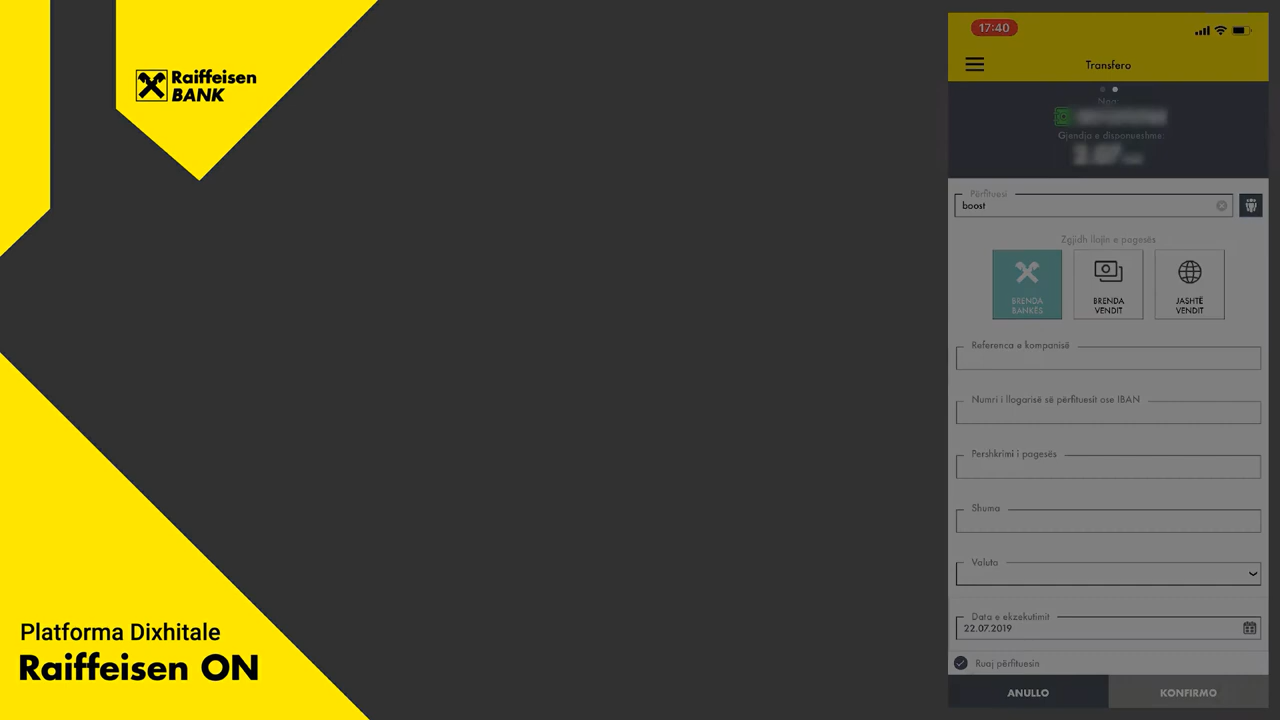 Raiffeisen
BANK
Platforma Dixhitale
Raiffeisen ON
17:40
Transfero
Nga:
Gjendja e disponueshme:
Përfituesi
boost
Zgjidh llojin e pagesës
BRENDA
BANKËS
BRENDA
VENDIT
JASHTË
VENDIT
Referenca e kompanisë
Numri i llogarisë së përfituesit ose IBAN
Pershkrimi i pagesës
Shuma
Valuta
Data e ekzekutimit
22.07.2019
Ruaj përfituesin
ANULLO
KONFIRMO